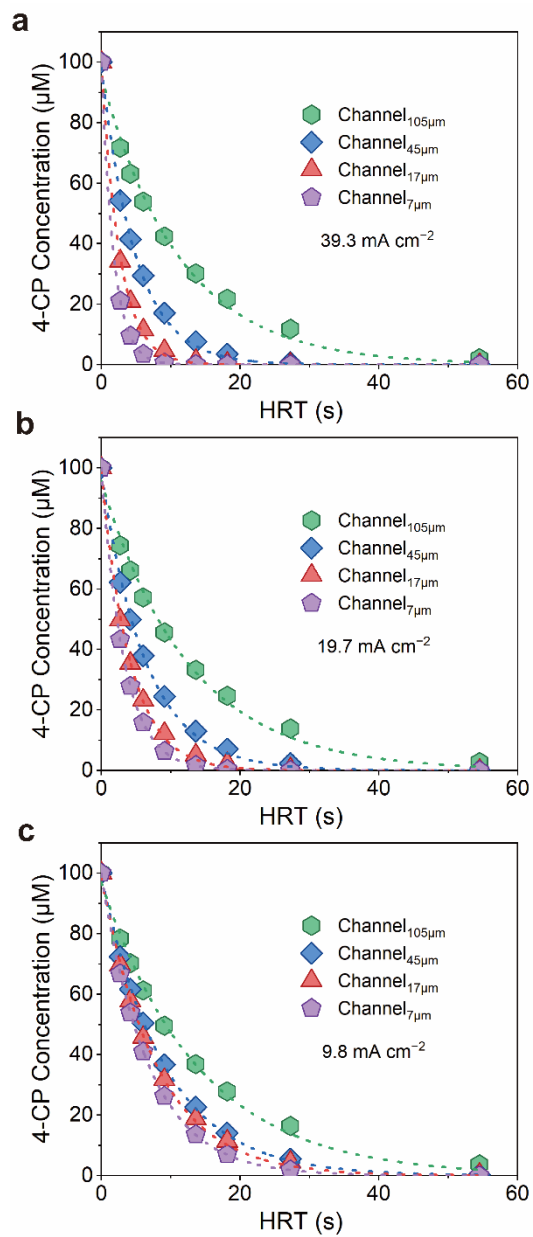 a
4-CP Concentration (µM)
100
80
60
40
20
0
Channel105µm
Channel45µm
Channel17µm
Channel7µm
39.3 mA cm−2
0 20 40 60
HRT (s)
b
4-CP Concentration (µM)
100
80
60
40
20
0
Channel105µm
Channel45µm
Channel17µm
Channel7µm
19.7 mA cm−2
0 20 40 60
HRT (s)
c
4-CP Concentration (µM)
100
80
60
40
20
0
Channel105µm
Channel45µm
Channel17µm
Channel7µm
9.8 mA cm−2
0 20 40 60
HRT (s)